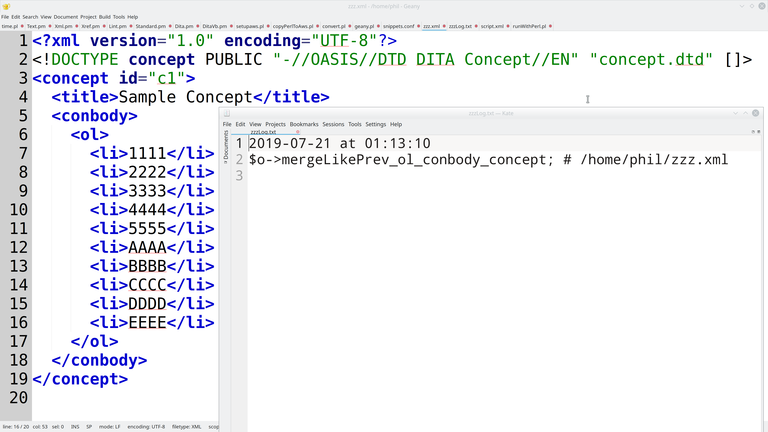 zzz.xml - /home/phil - Geany
File Edit Search View Document Project Build Tools Help
time.pl Text.pm Xml.pm Xref.pm Lint.pm Standard.pm Dita.pm DitaVb.pm setupaws.pl copyPerlToAws.pl convert.pl geany.pl snippets.conf zzz.xml zzzLog.txt script.xml runWithPerl.pl
1 <?xml version="1.0" encoding="UTF-8"?>
2 <!DOCTYPE concept PUBLIC "-//OASIS//DTD DITA Concept//EN" "concept.dtd" []>
3 <concept id="c1">
4 <title>Sample Concept</title>
5 <conbody>
6 <ol>
7 <li>1111</li>
8 <li>2222</li>
9 <li>3333</li>
10 <li>4444</li>
11 <li>5555</li>
12 <li>AAAA</li>
13 <li>BBBB</li>
14 <li>CCCC</li>
15 <li>DDDD</li>
16 <li>EEEE</li>
17 </ol>
18 </conbody>
19 </concept>
20
zzzLog.txt — Kate
File Edit View Projects Bookmarks Sessions Tools Settings Help
Documents
zzzLog.txt
1 2019-07-21 at 01:13:10
2 $o->mergeLikePrev_ol_conbody_concept; # /home/phil/zzz.xml
3
line: 16 / 20 col: 53 sel: 0 INS SP mode: LF encoding: UTF-8 filetype: XML